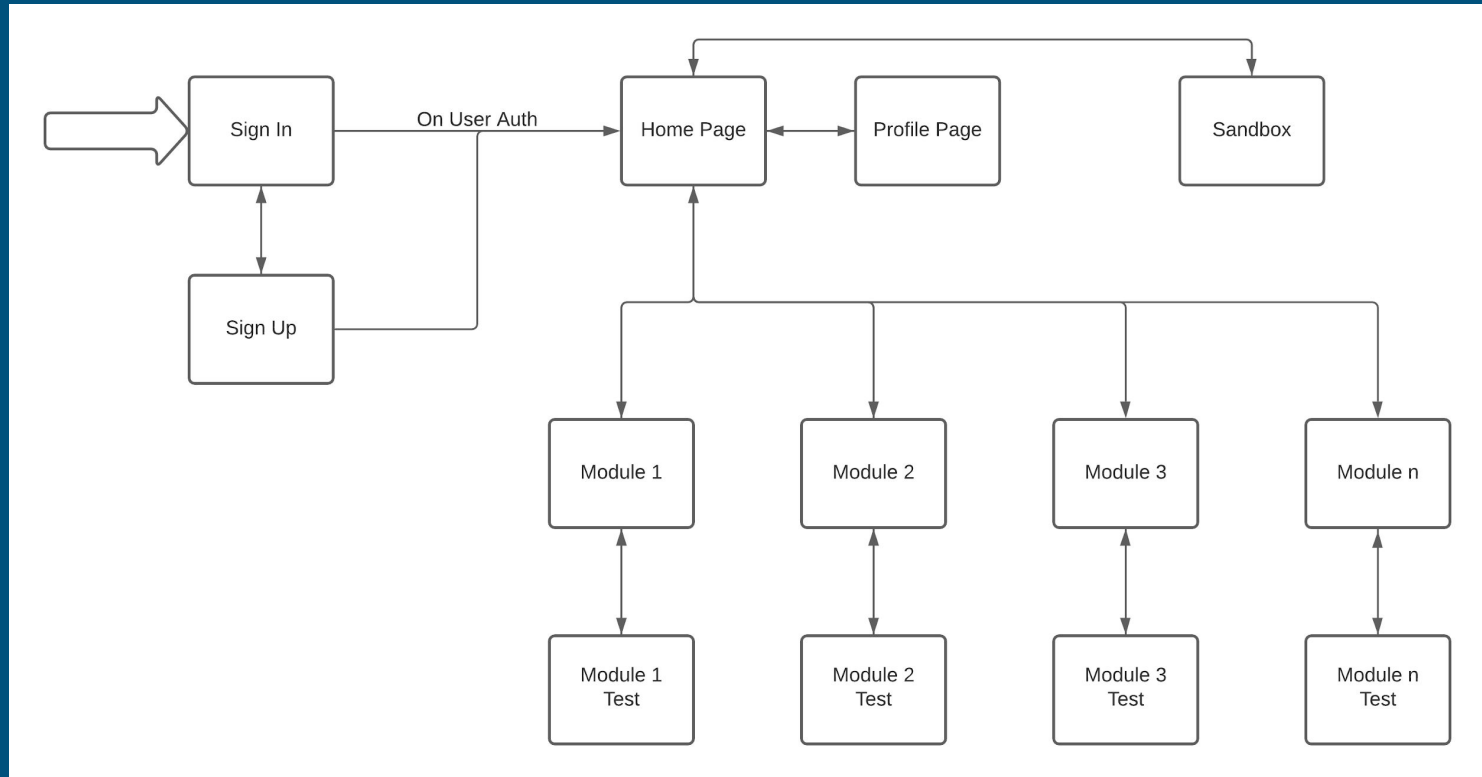 On User Auth
Sign In
Home Page
Profile Page
Sandbox
Sign Up
Module 1
Module 2
Module 3
Module n
Module 1
Test
Module 2
Test
Module 3
Test
Module n
Test